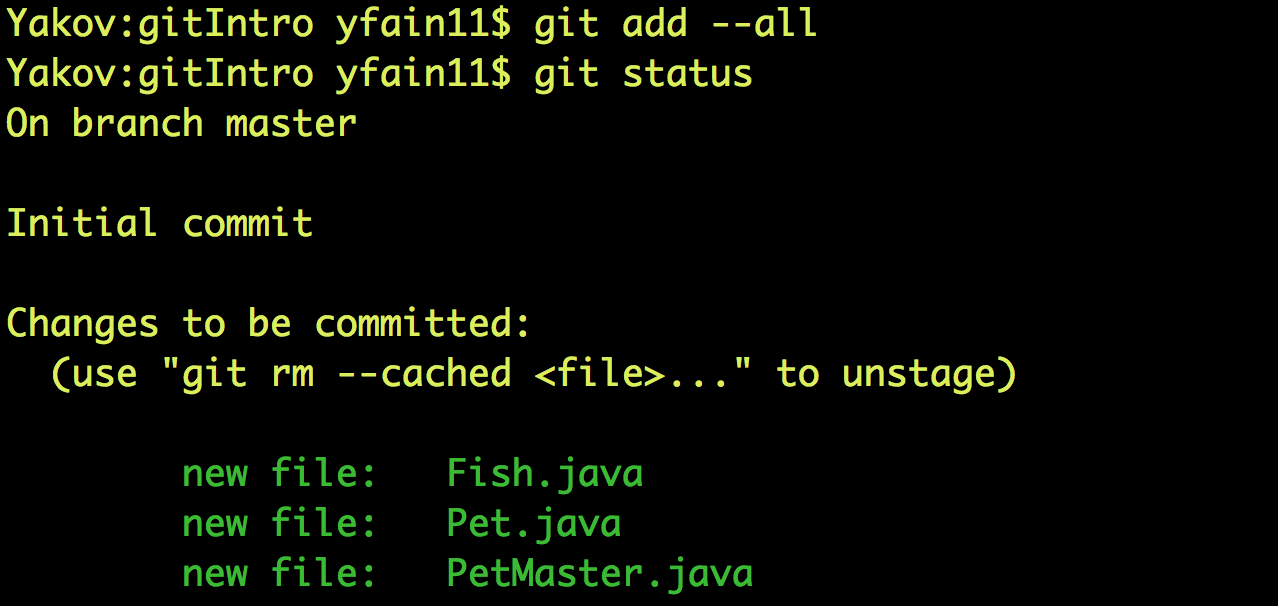 Yakov:gitIntro yfain11$ git add --all
Yakov:gitIntro yfain11$ git status
On branch master
Initial commit
Changes to be committed:
(use "git rm --cached <file>..." to unstage)
new file: Fish.java
new file: Pet.java
new file: PetMaster.java